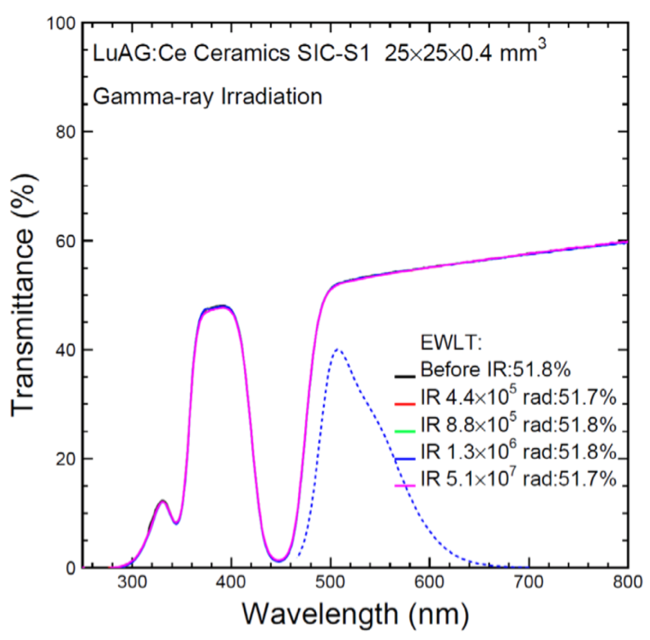 LuAG:Ce Ceramics SIC-S1 25×25×0.4 mm³
Gamma-ray Irradiation
100
80
60
40
20
0
Transmittance (%)
EWLT:
Before IR:51.8%
IR 4.4×10⁵ rad:51.7%
IR 8.8×10⁵ rad:51.8%
IR 1.3×10⁶ rad:51.8%
IR 5.1×10⁷ rad:51.7%
300 400 500 600 700 800
Wavelength (nm)